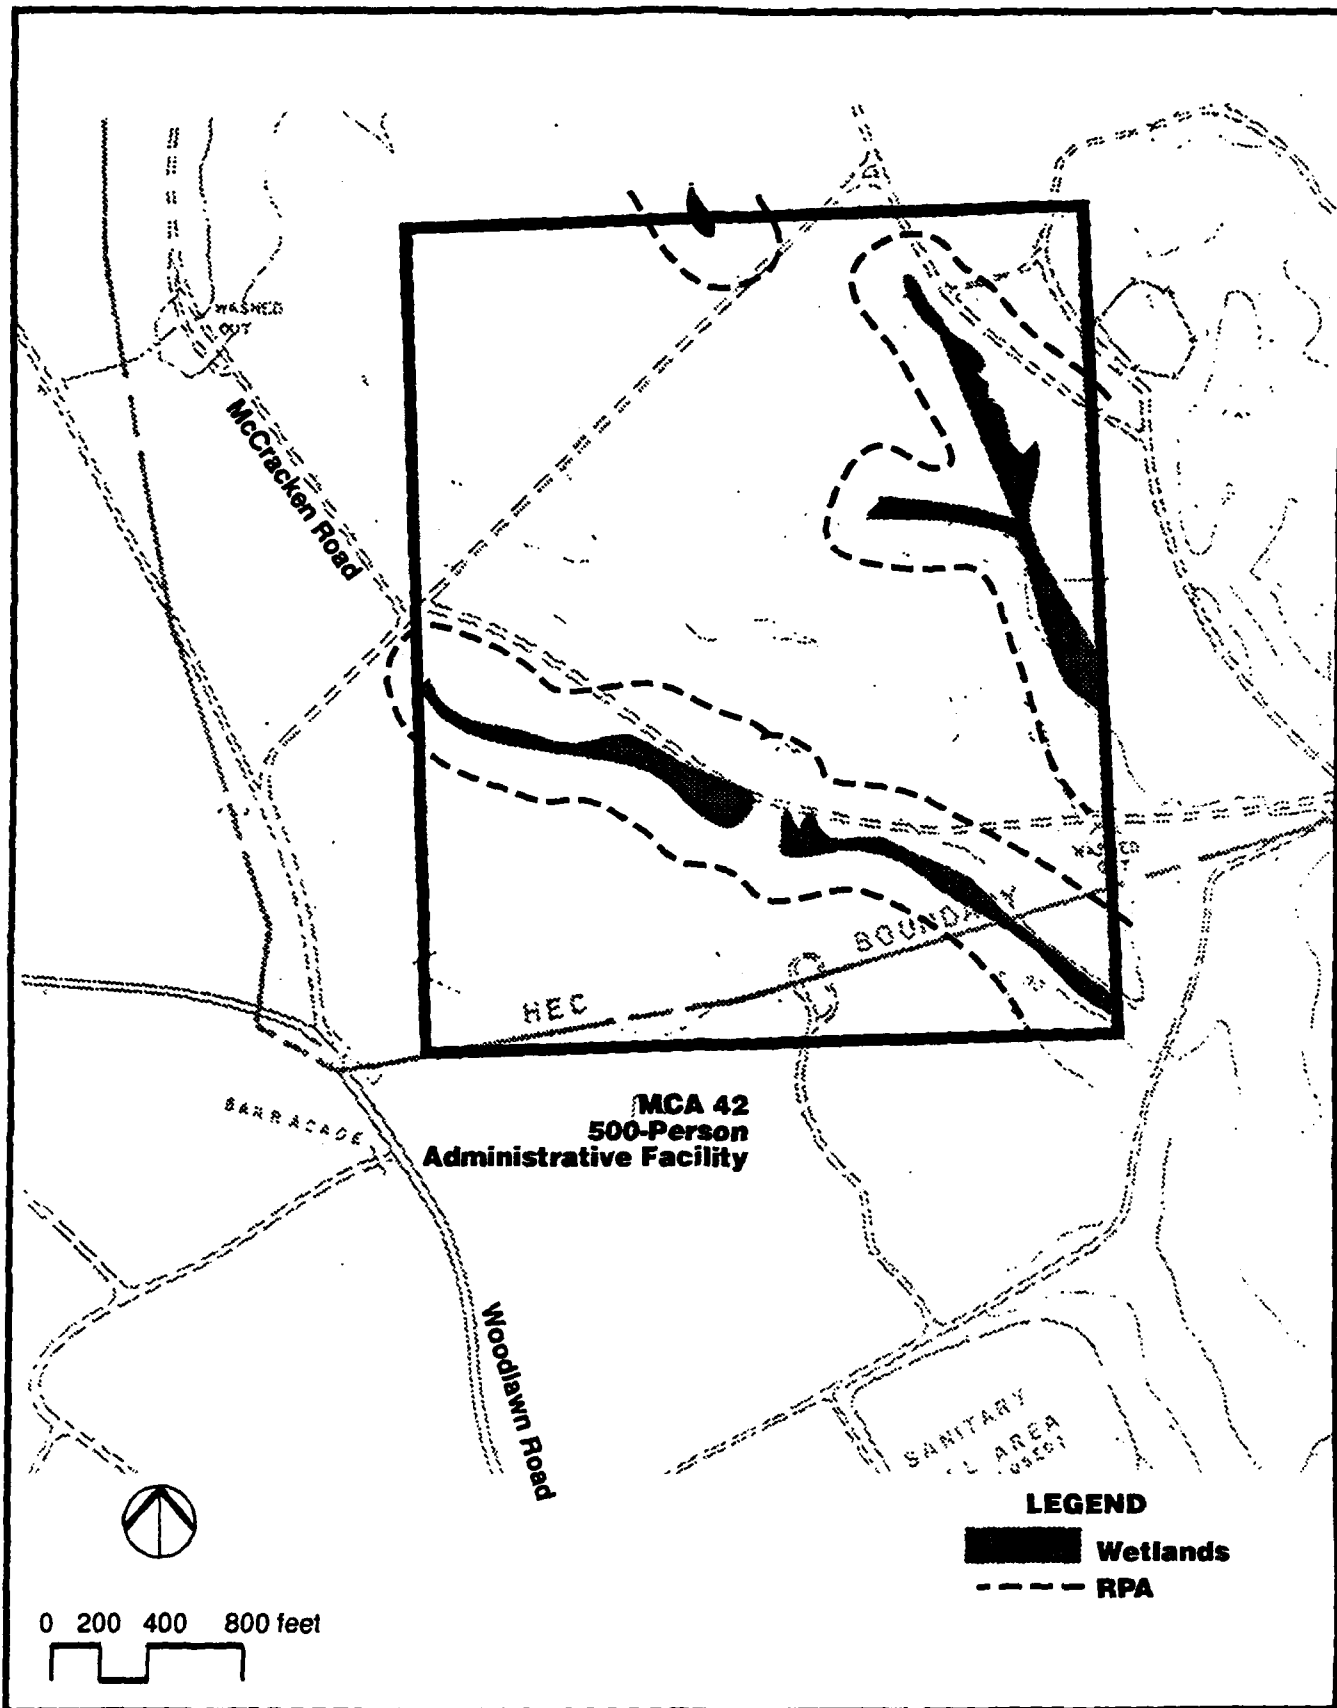 WASHED
OUT
McCracken Road
WASHED
BOUNDARY
HEC
MCA 42
500-Person
Administrative Facility
BARRACADE
Woodlawn Road
SANITARY
AREA
LEGEND
Wetlands
RPA
0 200 400 800 feet